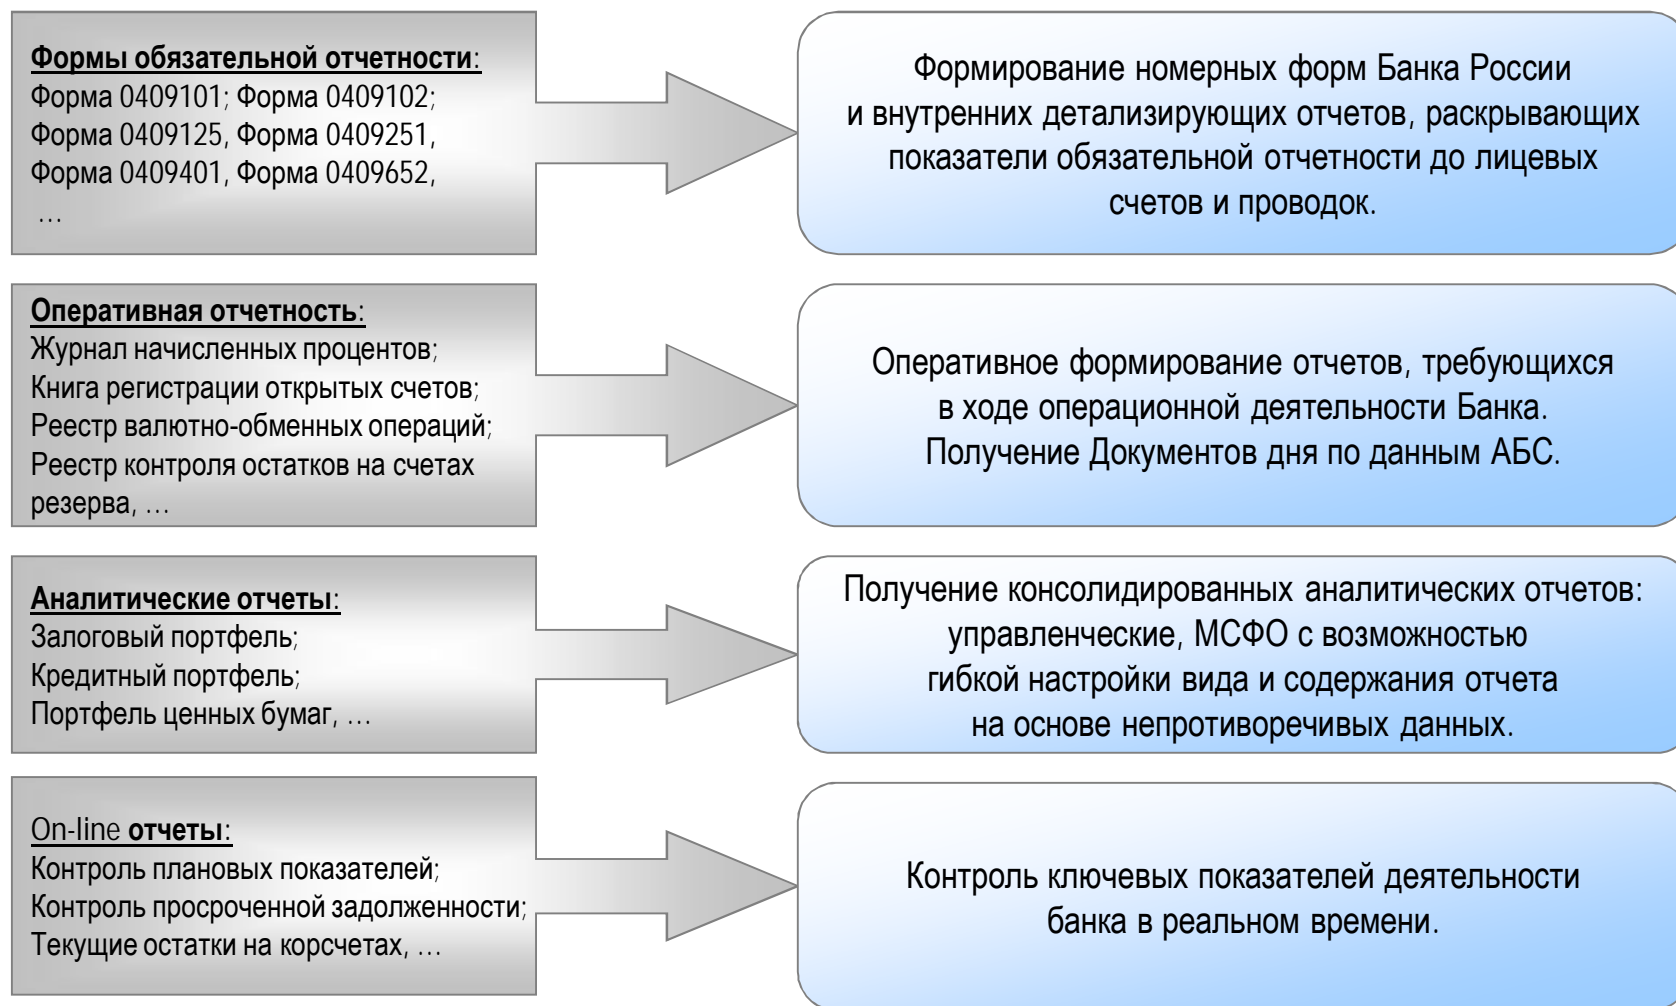 Формы обязательной отчетности:
Форма 0409101; Форма 0409102;
Форма 0409125, Форма 0409251,
Форма 0409401, Форма 0409652,
...
Формирование номерных форм Банка России
и внутренних детализирующих отчетов, раскрывающих
показатели обязательной отчетности до лицевых
счетов и проводок.
Оперативная отчетность:
Журнал начисленных процентов;
Книга регистрации открытых счетов;
Реестр валютно-обменных операций;
Реестр контроля остатков на счетах
резерва, ...
Оперативное формирование отчетов, требующихся
в ходе операционной деятельности Банка.
Получение Документов дня по данным АБС.
Аналитические отчеты:
Залоговый портфель;
Кредитный портфель;
Портфель ценных бумаг, ...
Получение консолидированных аналитических отчетов:
управленческие, МСФО с возможностью
гибкой настройки вида и содержания отчета
на основе непротиворечивых данных.
On-line отчеты:
Контроль плановых показателей;
Контроль просроченной задолженности;
Текущие остатки на корсчетах, ...
Контроль ключевых показателей деятельности
банка в реальном времени.